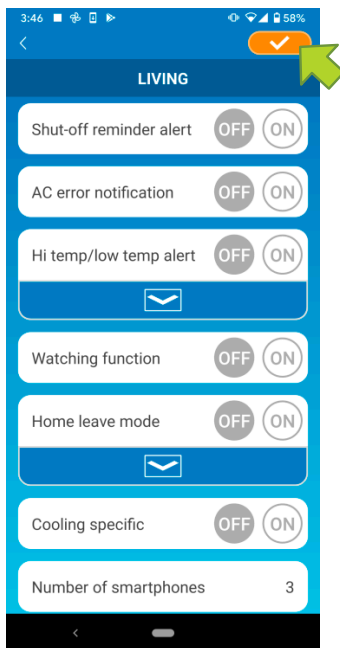 3:46 58%
LIVING
Shut-off reminder alert OFF ON
AC error notification OFF ON
Hi temp/low temp alert OFF ON
Watching function OFF ON
Home leave mode OFF ON
Cooling specific OFF ON
Number of smartphones 3